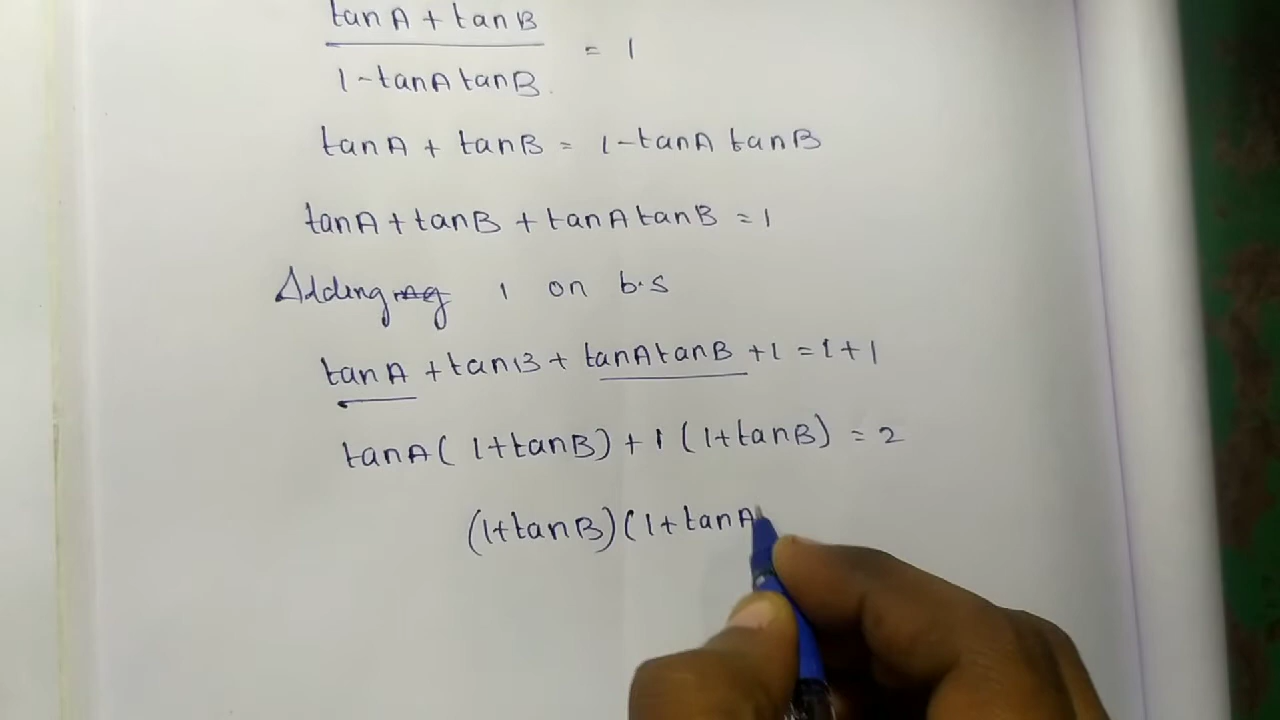 tanA + tanB
1-tanA tanB = 1
tanA + tanB = 1-tanA tanB
tanA + tanB + tanA tanB = 1
Adding 1 on b.s
tanA + tanB + tanA tanB + 1 = 1 + 1
tanA ( 1+tanB ) + 1 ( 1+tanB ) = 2
(1+tanB) (1+tanA